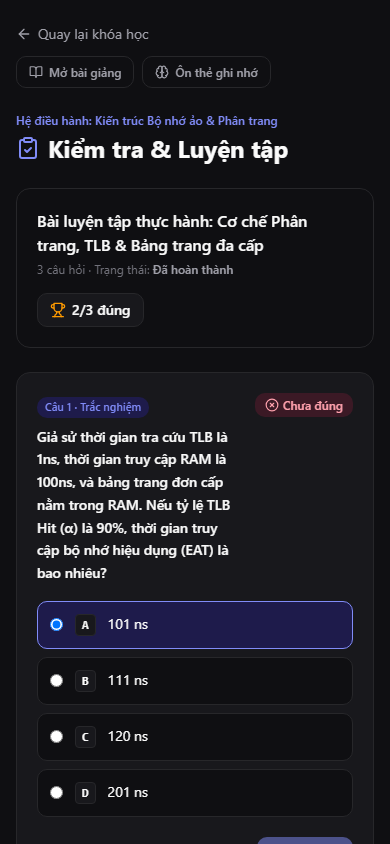 Quay lại khóa học
Mở bài giảng
Ôn thẻ ghi nhớ
Hệ điều hành: Kiến trúc Bộ nhớ ảo & Phân trang
Kiểm tra & Luyện tập
Bài luyện tập thực hành: Cơ chế Phân
trang, TLB & Bảng trang đa cấp
3 câu hỏi · Trạng thái: Đã hoàn thành
2/3 đúng
Câu 1 · Trắc nghiệm
Chưa đúng
Giả sử thời gian tra cứu TLB là
1ns, thời gian truy cập RAM là
100ns, và bảng trang đơn cấp
nằm trong RAM. Nếu tỷ lệ TLB
Hit (α) là 90%, thời gian truy
cập bộ nhớ hiệu dụng (EAT) là
bao nhiêu?
A 101 ns
B 111 ns
C 120 ns
D 201 ns